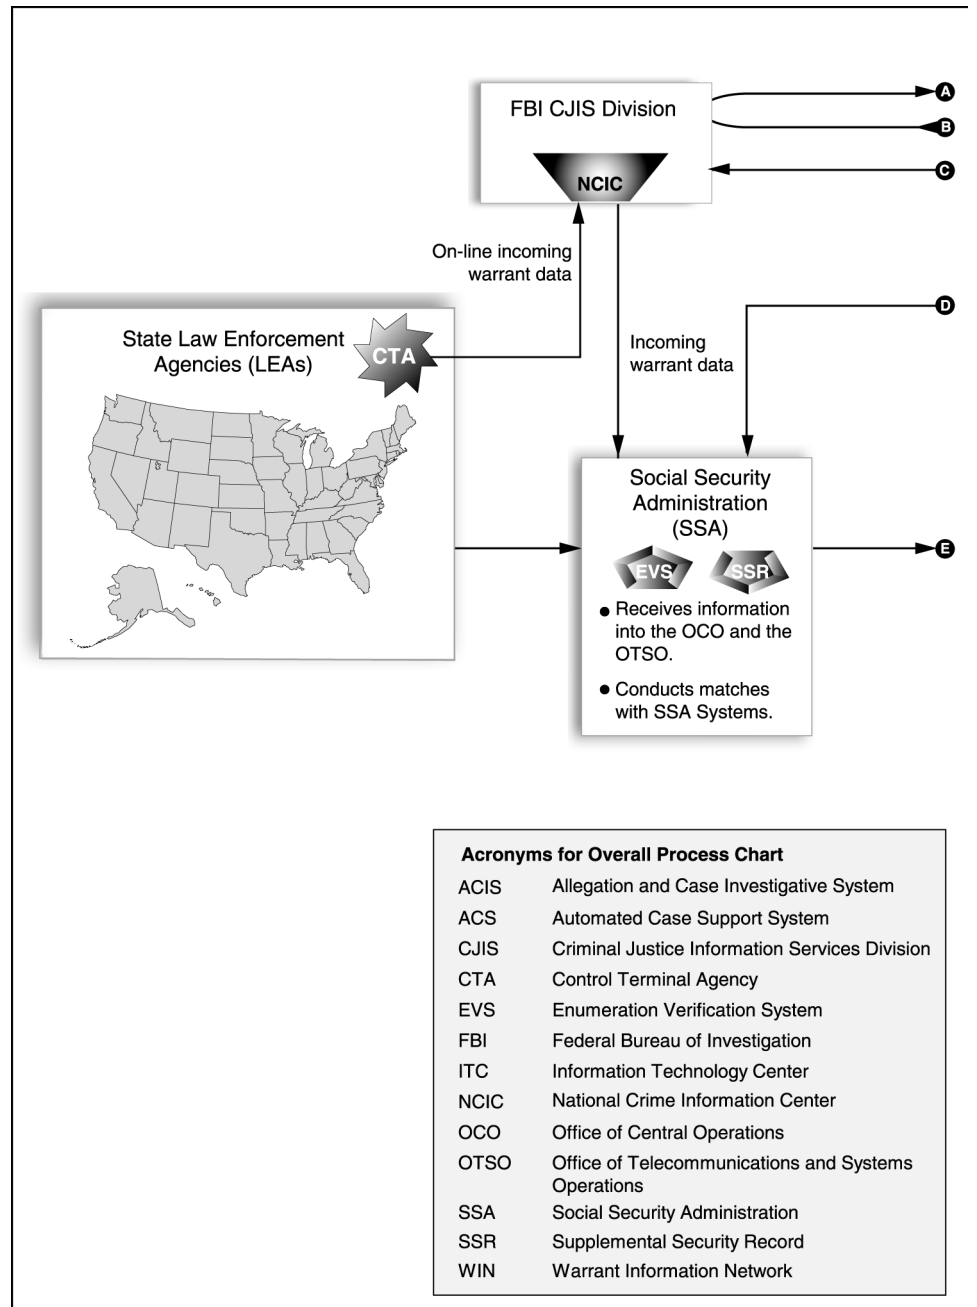 FBI CJIS Division
NCIC
A
B
C
On-line incoming
warrant data
D
State Law Enforcement
Agencies (LEAs)
CTA
Incoming
warrant data
Social Security
Administration
(SSA)
EVS
SSR
E
● Receives information
into the OCO and the
OTSO.
● Conducts matches
with SSA Systems.
Acronyms for Overall Process Chart
ACIS Allegation and Case Investigative System
ACS Automated Case Support System
CJIS Criminal Justice Information Services Division
CTA Control Terminal Agency
EVS Enumeration Verification System
FBI Federal Bureau of Investigation
ITC Information Technology Center
NCIC National Crime Information Center
OCO Office of Central Operations
OTSO Office of Telecommunications and Systems
Operations
SSA Social Security Administration
SSR Supplemental Security Record
WIN Warrant Information Network